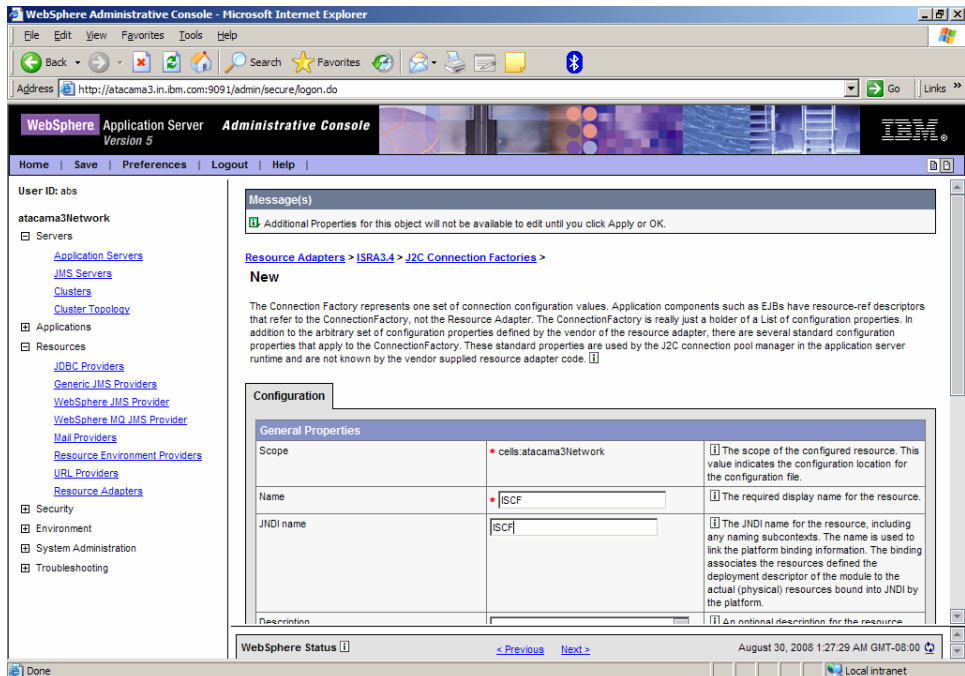 WebSphere Administrative Console - Microsoft Internet Explorer
File Edit View Favorites Tools Help
Back Search Favorites
Address http://atacama3.in.ibm.com:9091/admin/secure/logon.do Go Links »
WebSphere. Application Server Administrative Console
Version 5
IBM.
Home | Save | Preferences | Logout | Help |
User ID: abs
atacama3Network
Servers
Application Servers
JMS Servers
Clusters
Cluster Topology
Applications
Resources
JDBC Providers
Generic JMS Providers
WebSphere JMS Provider
WebSphere MQ JMS Provider
Mail Providers
Resource Environment Providers
URL Providers
Resource Adapters
Security
Environment
System Administration
Troubleshooting
Message(s)
Additional Properties for this object will not be available to edit until you click Apply or OK.
Resource Adapters > ISRA3.4 > J2C Connection Factories >
New
The Connection Factory represents one set of connection configuration values. Application components such as EJBs have resource-ref descriptors
that refer to the ConnectionFactory, not the Resource Adapter. The ConnectionFactory is really just a holder of a List of configuration properties. In
addition to the arbitrary set of configuration properties defined by the vendor of the resource adapter, there are several standard configuration
properties that apply to the ConnectionFactory. These standard properties are used by the J2C connection pool manager in the application server
runtime and are not known by the vendor supplied resource adapter code. i
Configuration
General Properties
Scope * cells:atacama3Network i The scope of the configured resource. This
value indicates the configuration location for
the configuration file.
Name * ISCF i The required display name for the resource.
JNDI name ISCF i The JNDI name for the resource, including
any naming subcontexts. The name is used to
link the platform binding information. The binding
associates the resources defined the
deployment descriptor of the module to the
actual (physical) resources bound into JNDI by
the platform.
Description i An optional description for the resource
WebSphere Status i < Previous Next > August 30, 2008 1:27:29 AM GMT-08:00
Done Local intranet